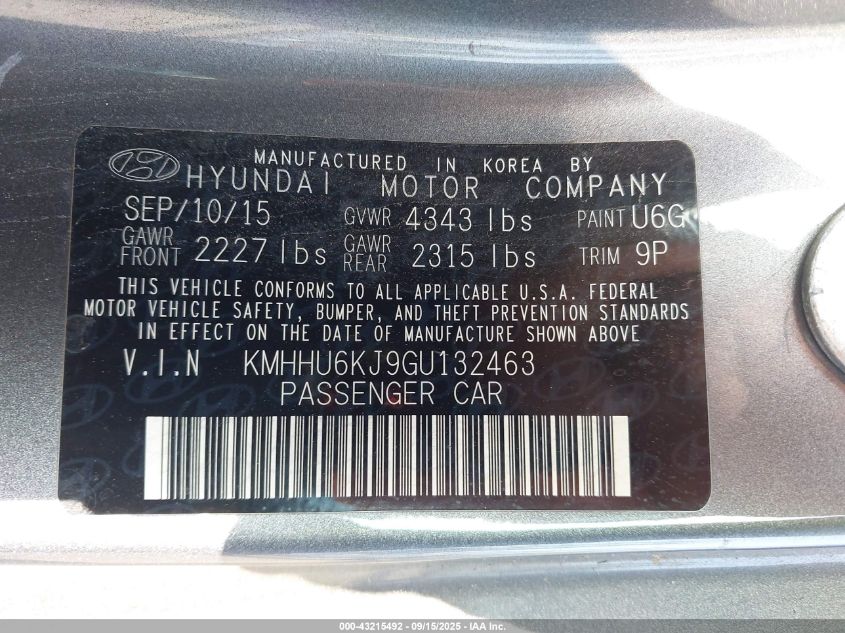 MANUFACTURED IN KOREA BY
HYUNDAI MOTOR COMPANY
SEP/10/15 GVWR 4343 lbs PAINT U6G
GAWR FRONT 2227 lbs GAWR REAR 2315 lbs TRIM 9P
THIS VEHICLE CONFORMS TO ALL APPLICABLE U.S.A. FEDERAL
MOTOR VEHICLE SAFETY, BUMPER, AND THEFT PREVENTION STANDARDS
IN EFFECT ON THE DATE OF MANUFACTURE SHOWN ABOVE
V.I.N KMHHU6KJ9GU132463
PASSENGER CAR
000-43215492 - 09/15/2025 - IAA Inc.